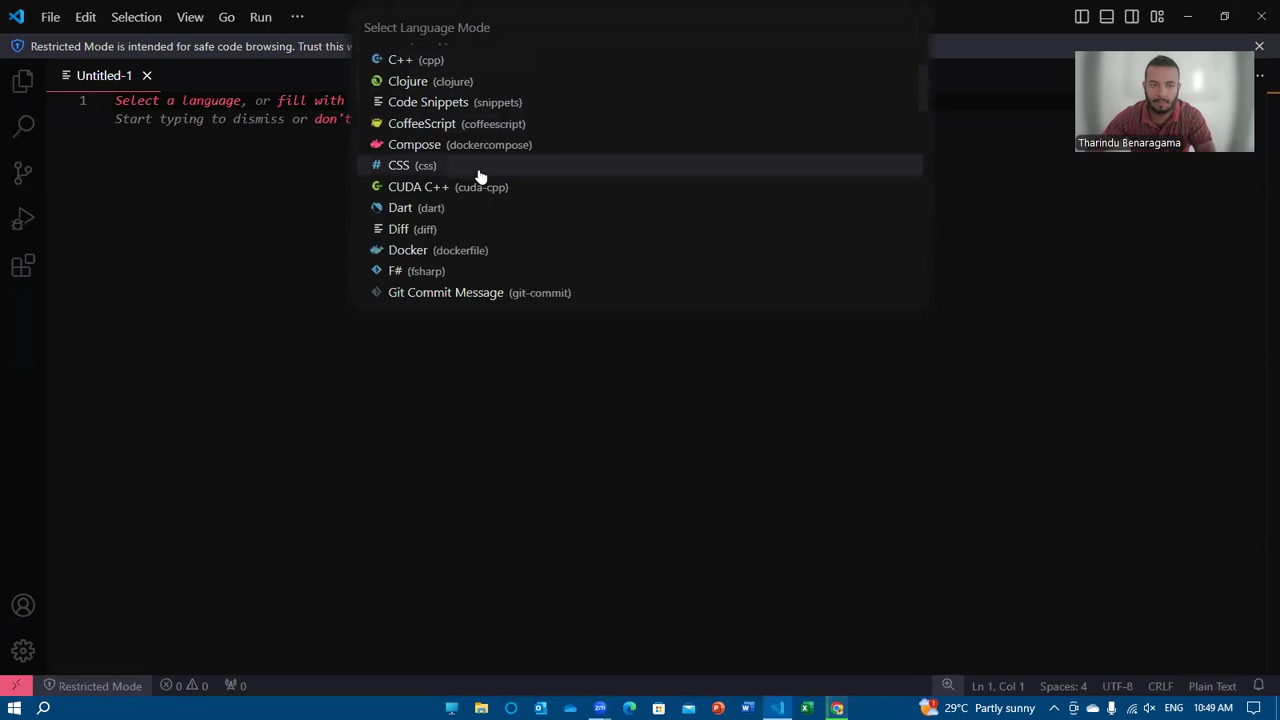 File Edit Selection View Go Run ...
Select Language Mode
Restricted Mode is intended for safe code browsing. Trust this w
Untitled-1
1 Select a language, or fill with
Start typing to dismiss or don't
C++ (cpp)
Clojure (clojure)
Code Snippets (snippets)
CoffeeScript (coffeescript)
Compose (dockercompose)
CSS (css)
CUDA C++ (cuda-cpp)
Dart (dart)
Diff (diff)
Docker (dockerfile)
F# (fsharp)
Git Commit Message (git-commit)
Tharindu Benaragama
Restricted Mode 0 0 0 Ln 1, Col 1 Spaces: 4 UTF-8 CRLF Plain Text
29°C Partly sunny 10:49 AM